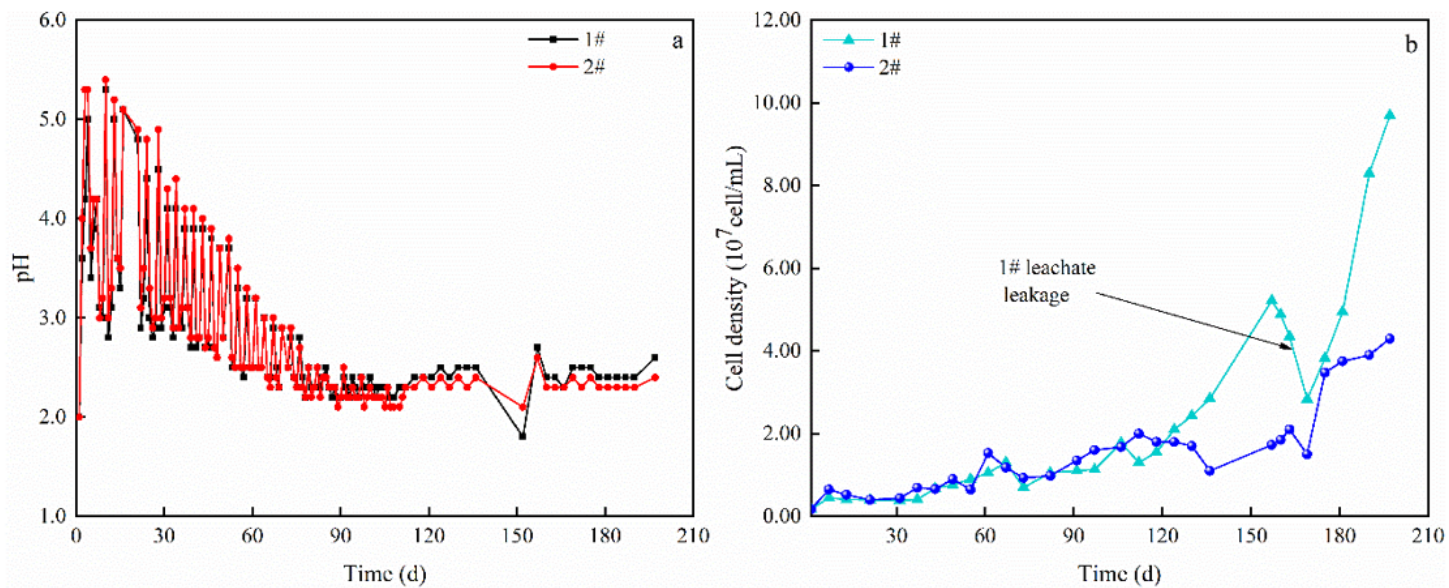 6.0
5.0
4.0
3.0
2.0
1.0
pH
1#
2#
a
0 30 60 90 120 150 180 210
Time (d)
12.00
10.00
8.00
6.00
4.00
2.00
0.00
Cell density (10⁷cell/mL)
1#
2#
b
1# leachate
leakage
0 30 60 90 120 150 180 210
Time (d)